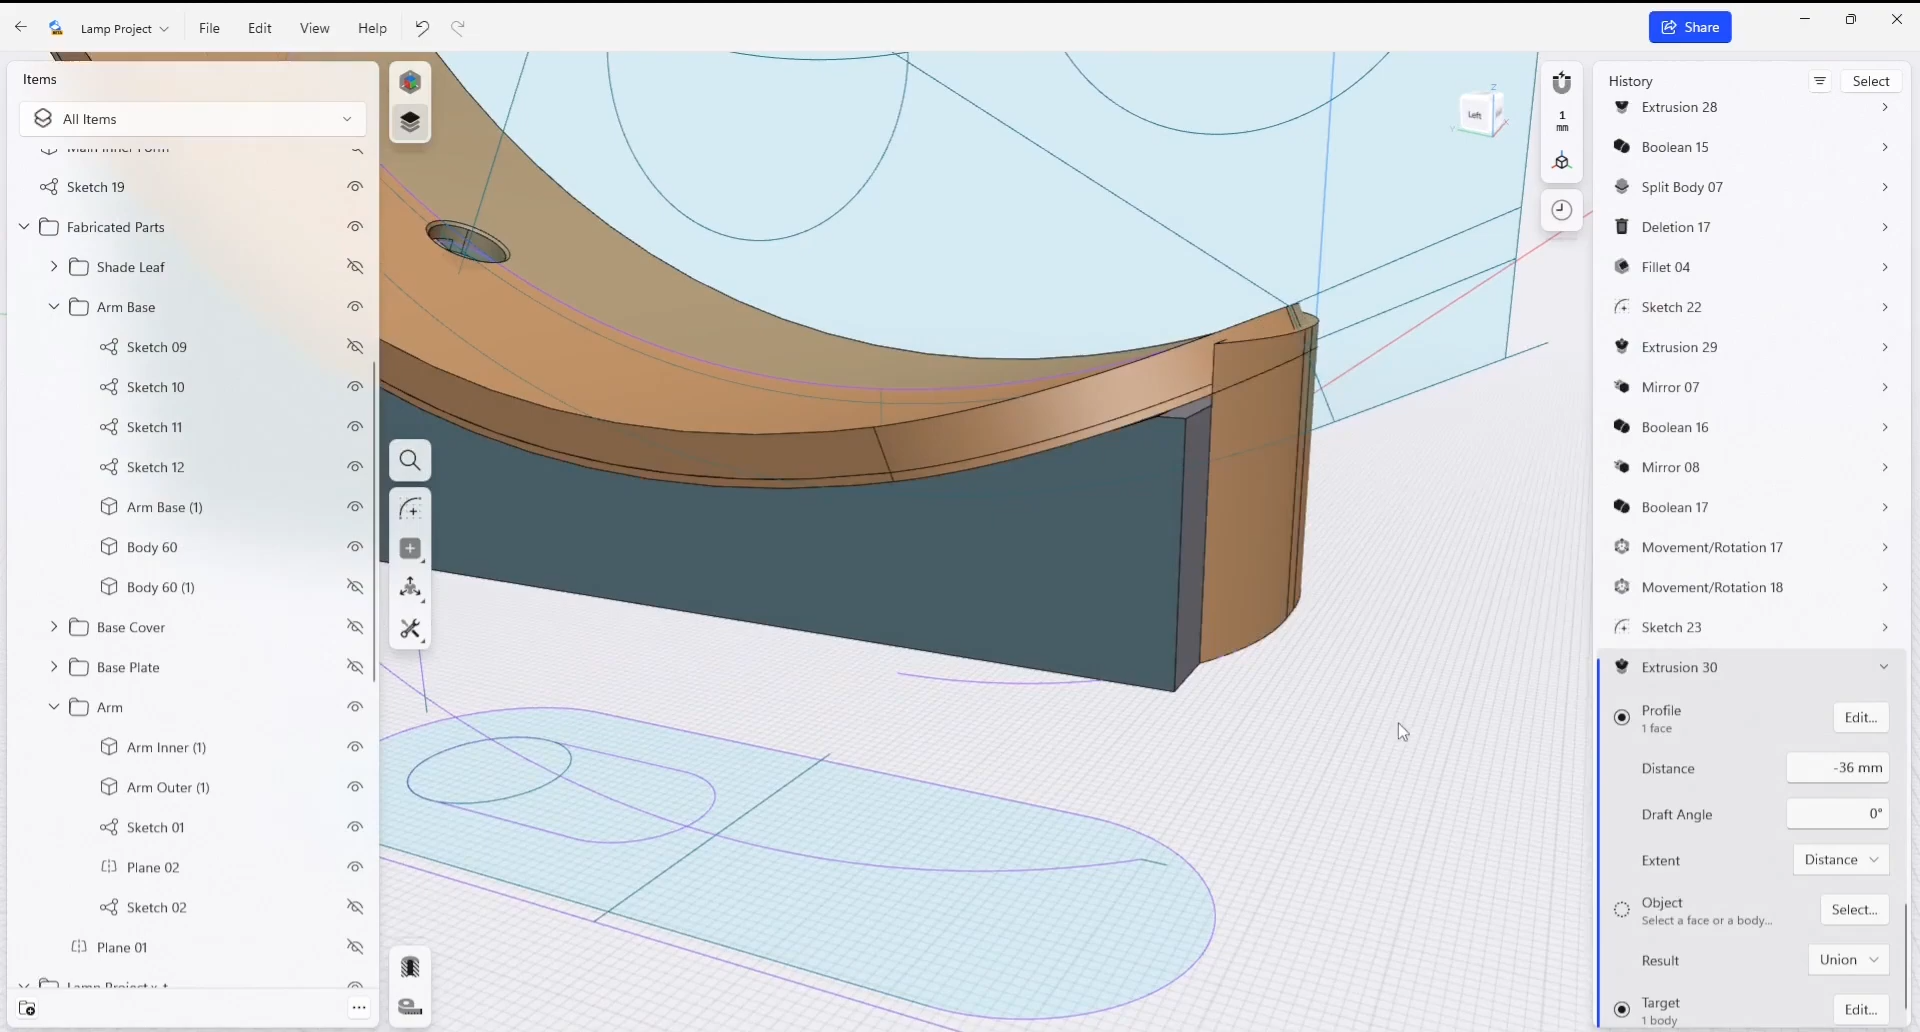 Lamp Project
File
Edit
View
Help
Share
Items
All Items
Main Inner Form
Sketch 19
Fabricated Parts
Shade Leaf
Arm Base
Sketch 09
Sketch 10
Sketch 11
Sketch 12
Arm Base (1)
Body 60
Body 60 (1)
Base Cover
Base Plate
Arm
Arm Inner (1)
Arm Outer (1)
Sketch 01
Plane 02
Sketch 02
Plane 01
Z
Left
1
mm
History
Select
Extrusion 28
Boolean 15
Split Body 07
Deletion 17
Fillet 04
Sketch 22
Extrusion 29
Mirror 07
Boolean 16
Mirror 08
Boolean 17
Movement/Rotation 17
Movement/Rotation 18
Sketch 23
Extrusion 30
Profile
1 face
Edit...
Distance
-36 mm
Draft Angle
0°
Extent
Distance
Object
Select a face or a body...
Select...
Result
Union
Target
1 body
Edit...